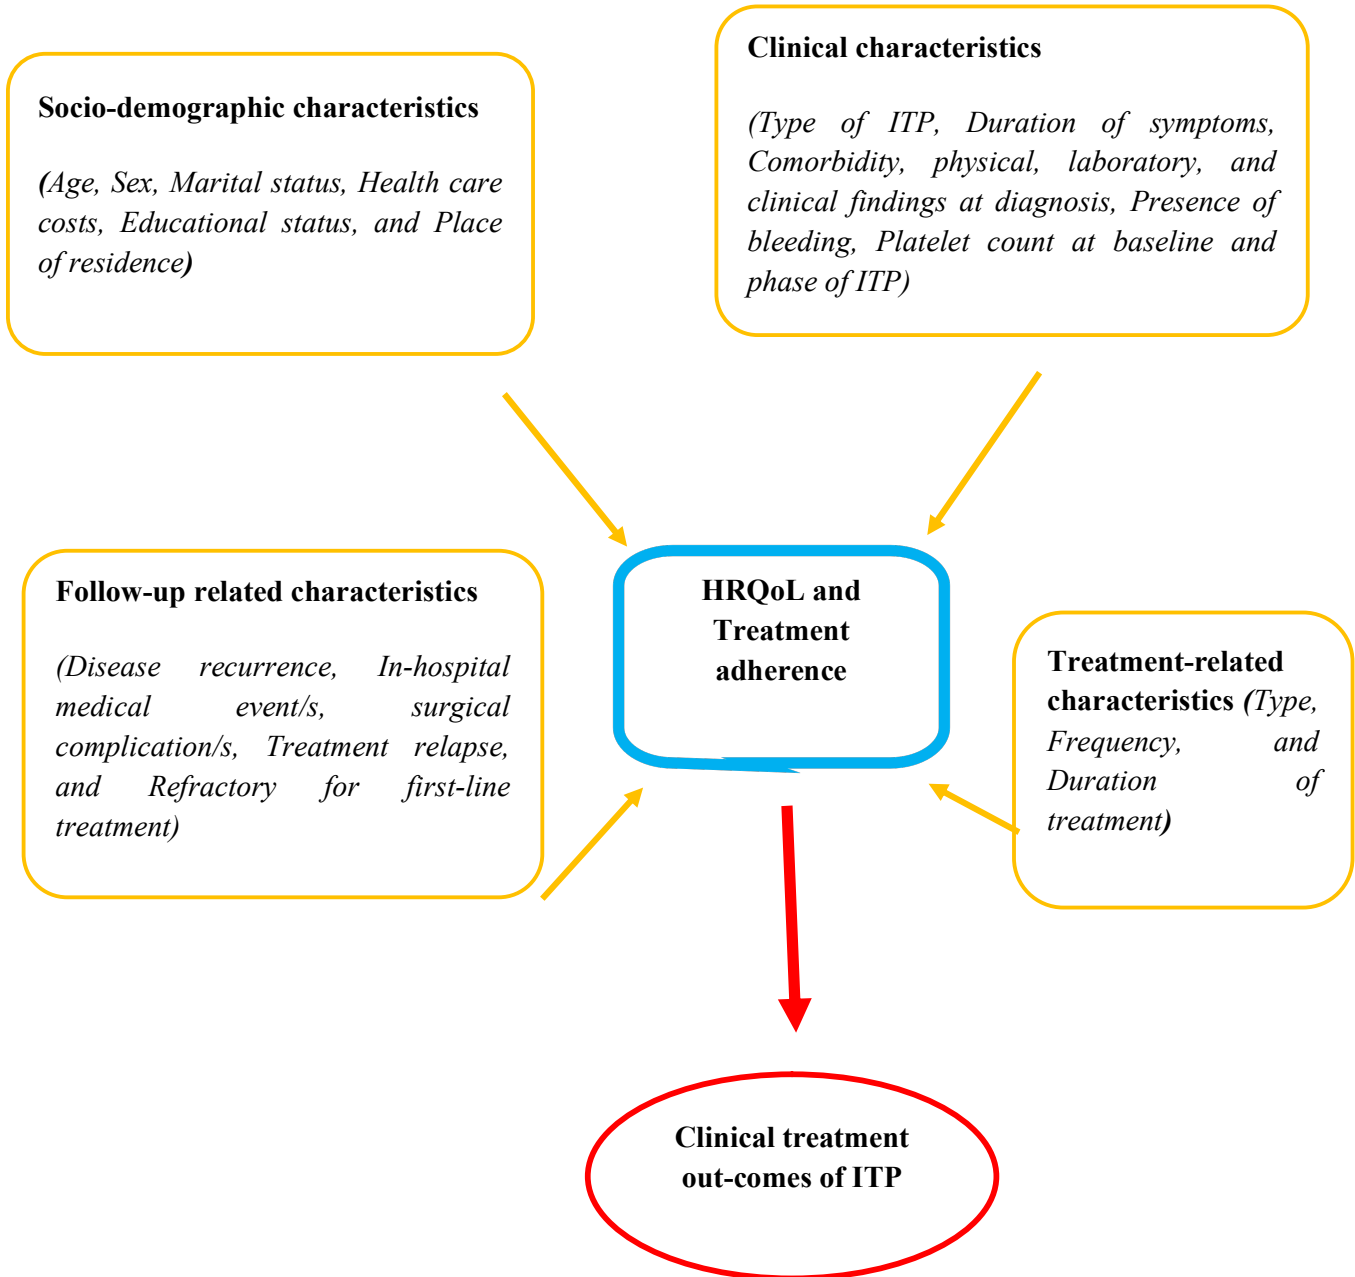 Socio-demographic characteristics
(Age, Sex, Marital status, Health care
costs, Educational status, and Place
of residence)
Clinical characteristics
(Type of ITP, Duration of symptoms,
Comorbidity, physical, laboratory, and
clinical findings at diagnosis, Presence of
bleeding, Platelet count at baseline and
phase of ITP)
Follow-up related characteristics
(Disease recurrence, In-hospital
medical event/s, surgical
complication/s, Treatment relapse,
and Refractory for first-line
treatment)
HRQoL and
Treatment
adherence
Treatment-related
characteristics (Type,
Frequency, and
Duration of
treatment)
Clinical treatment
out-comes of ITP